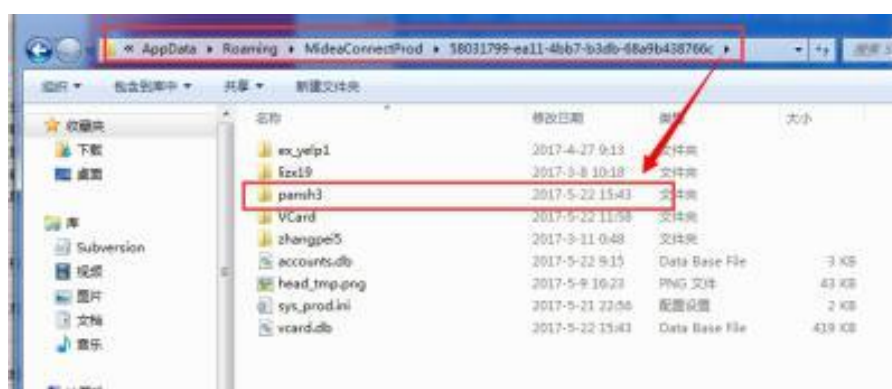 « AppData ▸ Roaming ▸ MideaConnectProd ▸ 58031799-ea11-4bb7-b3db-68a9b438766c ▸
组织 包含到库中 共享 新建文件夹
名称 修改日期 类型 大小
收藏夹
下载
桌面
库
Subversion
视频
图片
文档
音乐
ex_yelp1 2017-4-27 9:13 文件夹
2017-3-8 10:18 文件夹
pansh3 2017-5-22 15:43 文件夹
VCard 2017-5-22 11:58 文件夹
zhangpei5 2017-3-11 0:48 文件夹
accounts.db 2017-5-22 9:15 Data Base File 3 KB
head_tmp.png 2017-5-9 16:23 PNG 文件 43 KB
sys_prod.ini 2017-5-21 22:56 配置设置 2 KB
vcard.db 2017-5-22 15:43 Data Base File 419 KB